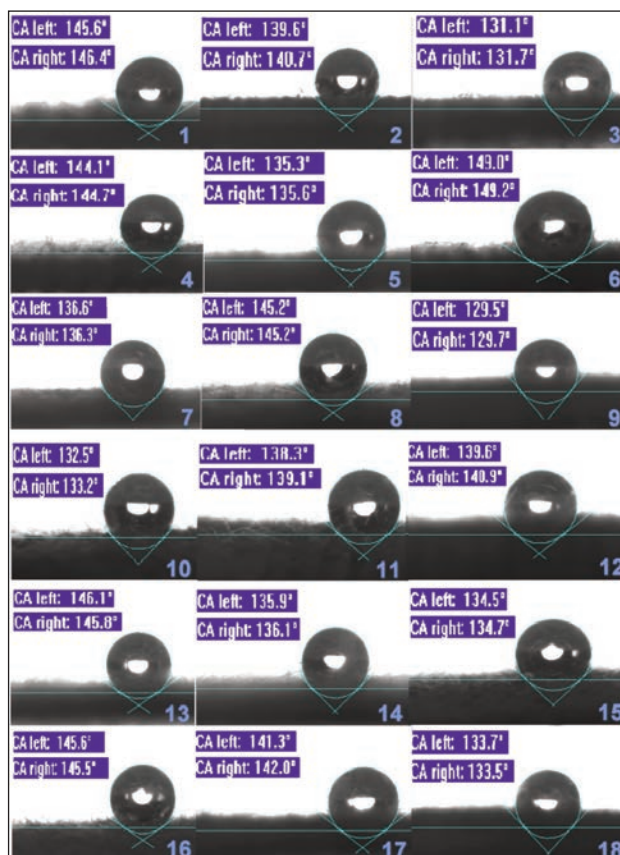 CA left: 145.6°
CA right: 146.4°
1
CA left: 139.6°
CA right: 140.7°
2
CA left: 131.1°
CA right: 131.7°
3
CA left: 144.1°
CA right: 144.7°
4
CA left: 135.3°
CA right: 135.6°
5
CA left: 149.0°
CA right: 149.2°
6
CA left: 136.6°
CA right: 136.3°
7
CA left: 145.2°
CA right: 145.2°
8
CA left: 129.5°
CA right: 129.7°
9
CA left: 132.5°
CA right: 133.2°
10
CA left: 138.3°
CA right: 139.1°
11
CA left: 139.6°
CA right: 140.9°
12
CA left: 146.1°
CA right: 145.8°
13
CA left: 135.9°
CA right: 136.1°
14
CA left: 134.5°
CA right: 134.7°
15
CA left: 145.6°
CA right: 145.5°
16
CA left: 141.3°
CA right: 142.0°
17
CA left: 133.7°
CA right: 133.5°
18